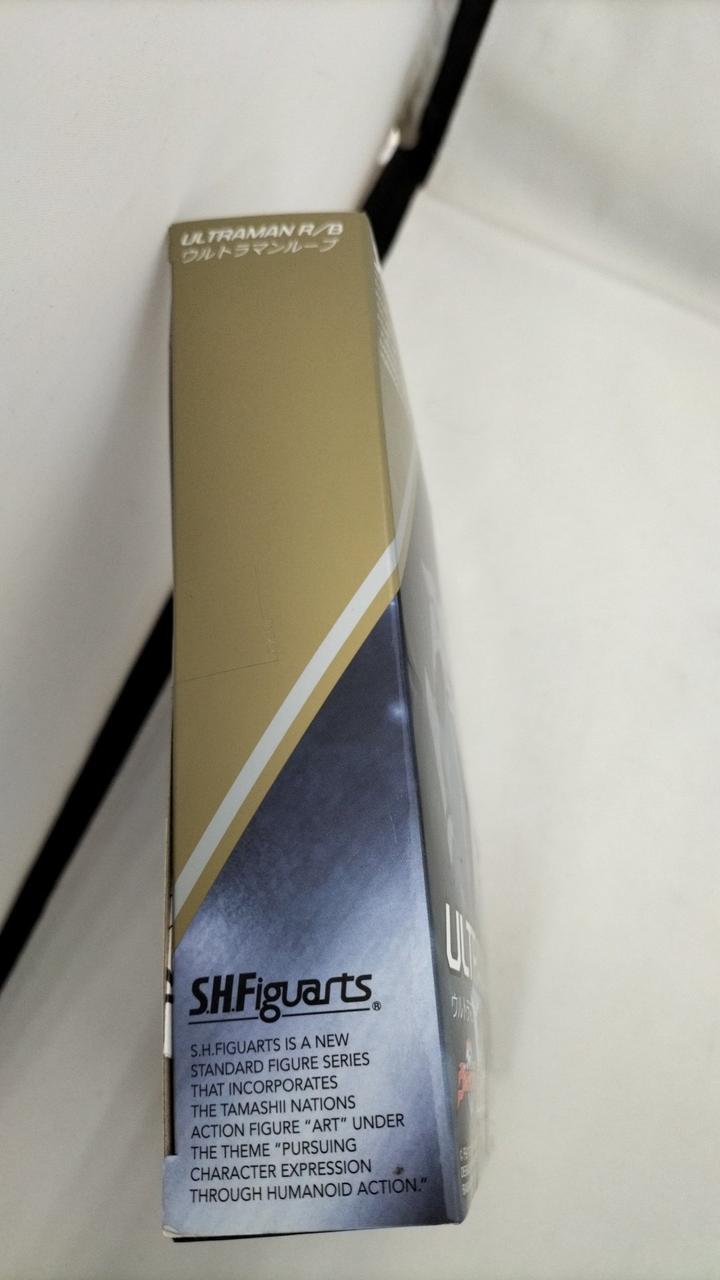 ULTRAMAN R/B
ウルトラマンルーブ
S.H.Figuarts®
S.H.FIGUARTS IS A NEW
STANDARD FIGURE SERIES
THAT INCORPORATES
THE TAMASHII NATIONS
ACTION FIGURE “ART” UNDER
THE THEME “PURSUING
CHARACTER EXPRESSION
THROUGH HUMANOID ACTION.”